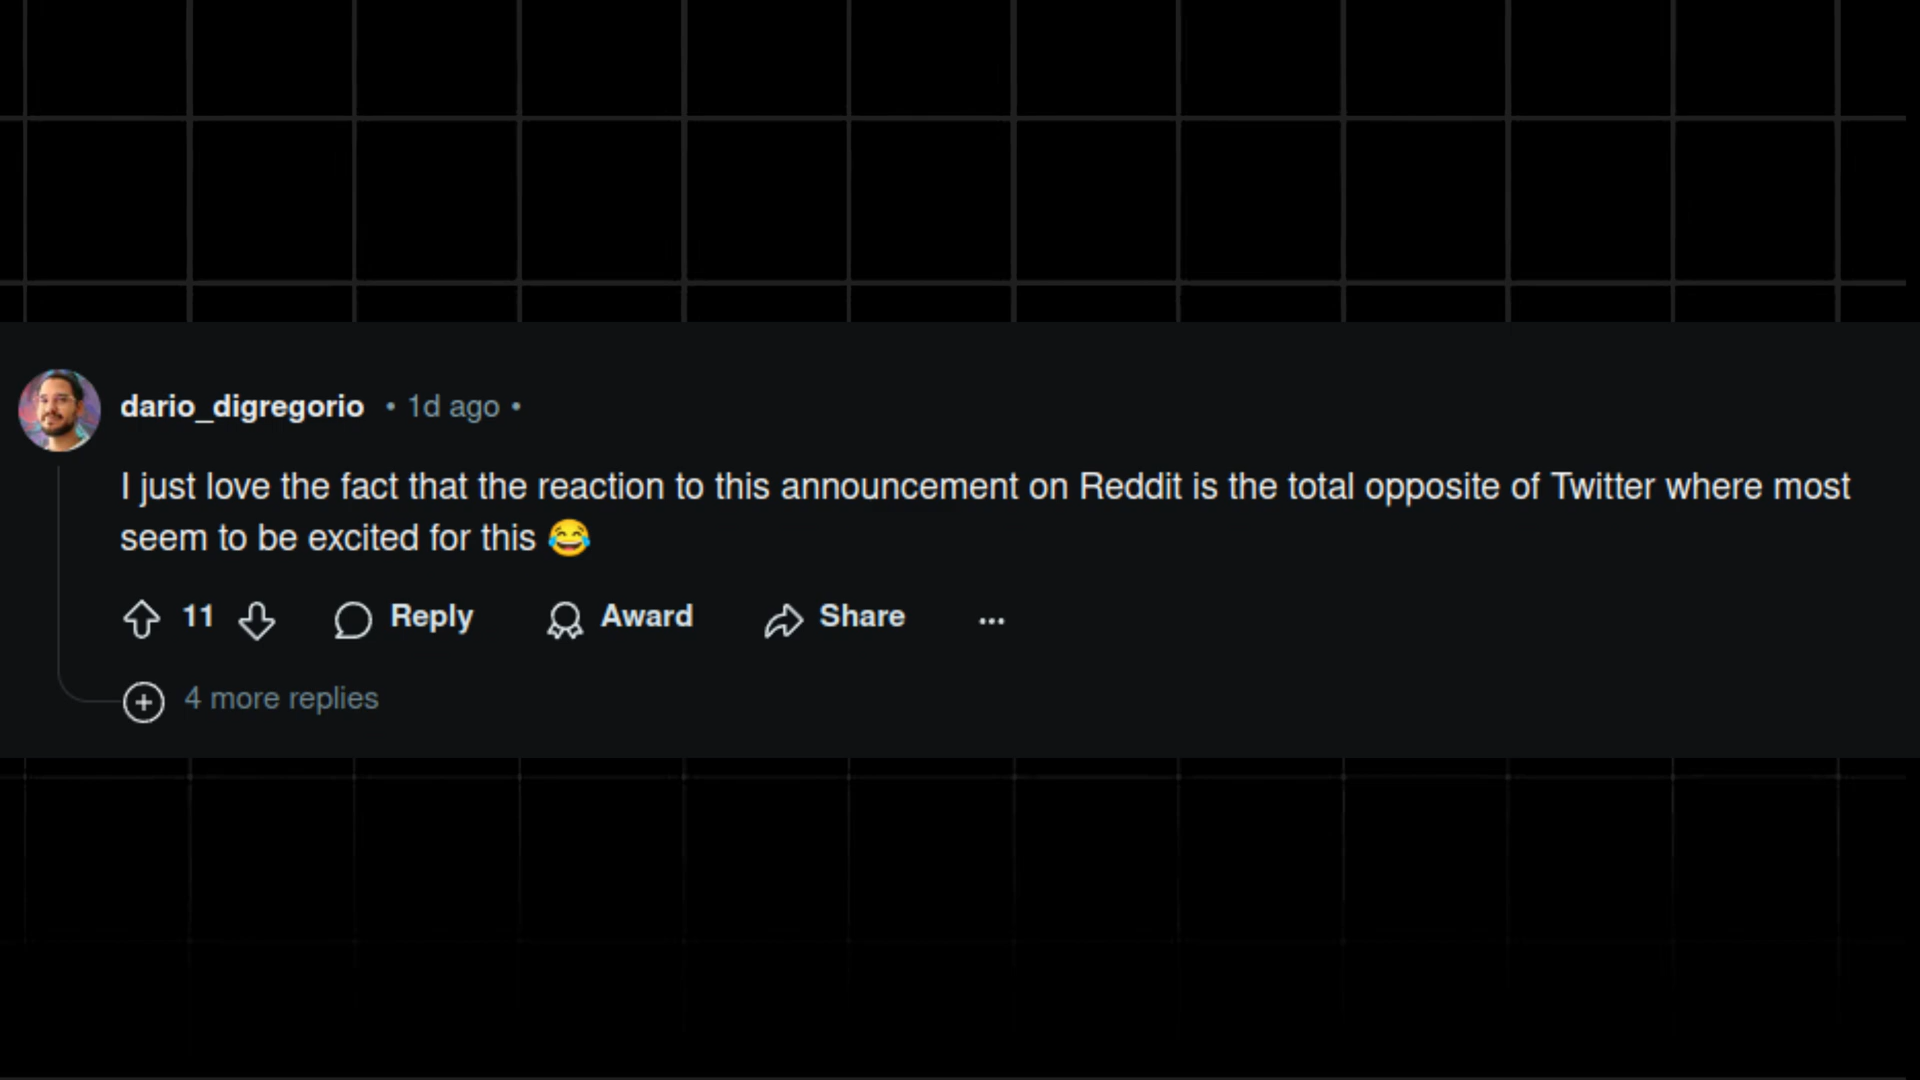 dario_digregorio • 1d ago •
I just love the fact that the reaction to this announcement on Reddit is the total opposite of Twitter where most
seem to be excited for this 😂
11 Reply Award Share ...
4 more replies